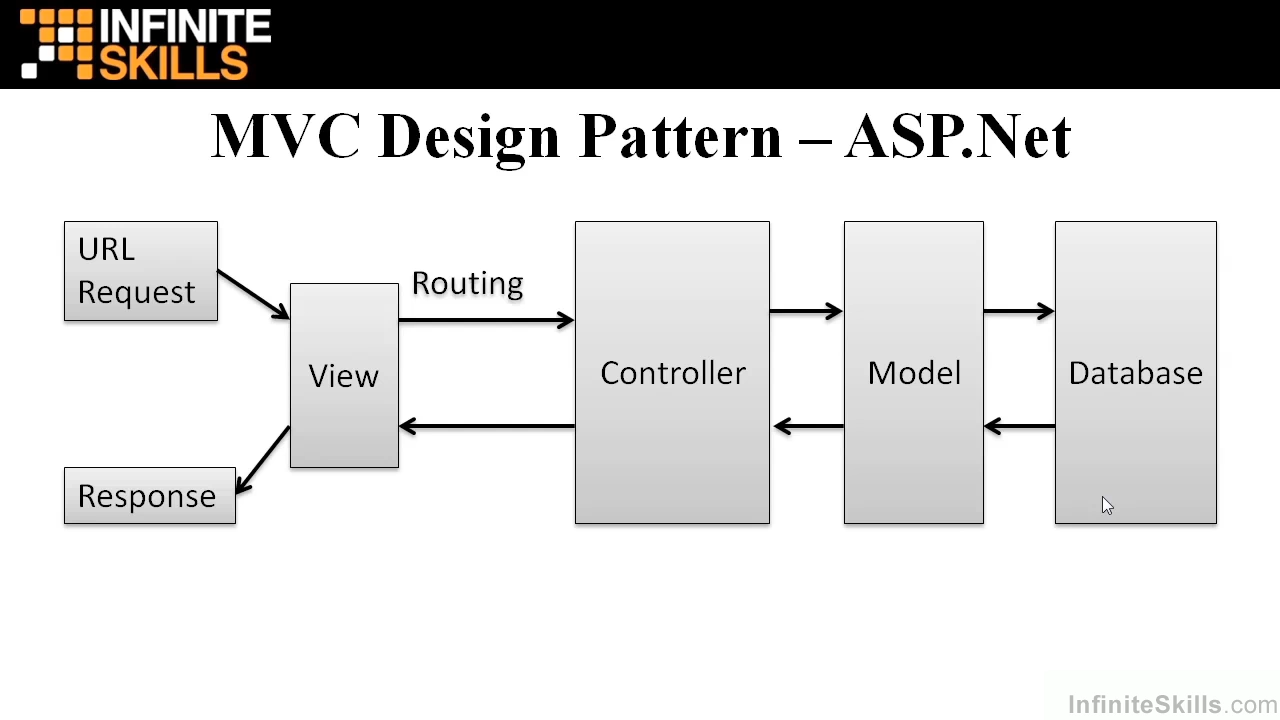 INFINITE
SKILLS
MVC Design Pattern – ASP.Net
URL
Request
Routing
View
Controller
Model
Database
Response
InfiniteSkills.com